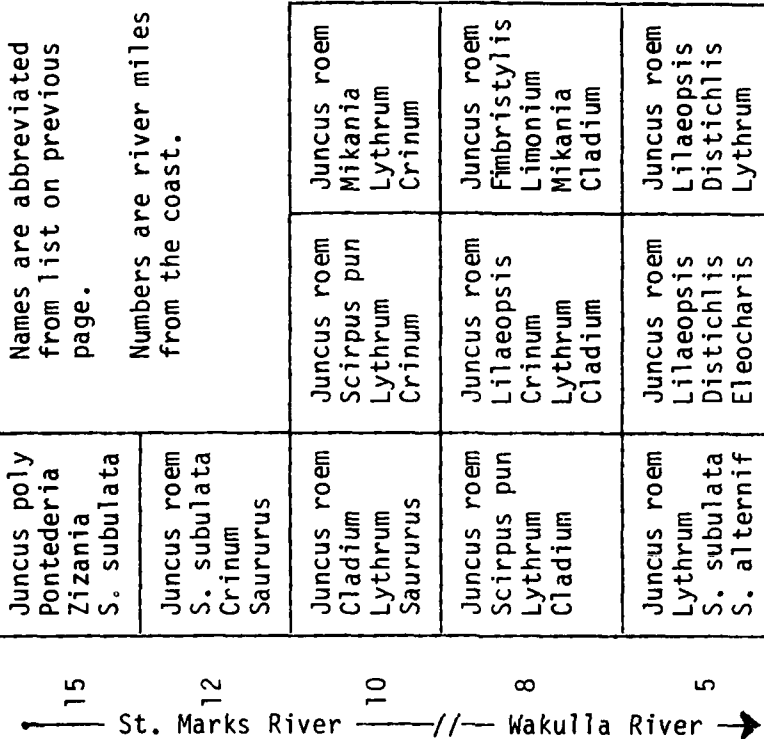 Names are abbreviated
from list on previous
page.
Numbers are river miles
from the coast.
15
Juncus poly
Pontederia
Zizania
S. subulata
12
Juncus roem
S. subulata
Crinum
Saururus
10
Juncus roem
Cladium
Lythrum
Saururus
Juncus roem
Scirpus pun
Lythrum
Crinum
Juncus roem
Mikania
Lythrum
Crinum
8
Juncus roem
Scirpus pun
Lythrum
Cladium
Juncus roem
Lilaeopsis
Crinum
Lythrum
Cladium
Juncus roem
Fimbristylis
Limonium
Mikania
Cladium
5
Juncus roem
Lythrum
S. subulata
S. alternif
Juncus roem
Lilaeopsis
Distichlis
Eleocharis
Juncus roem
Lilaeopsis
Distichlis
Lythrum
St. Marks River —//— Wakulla River